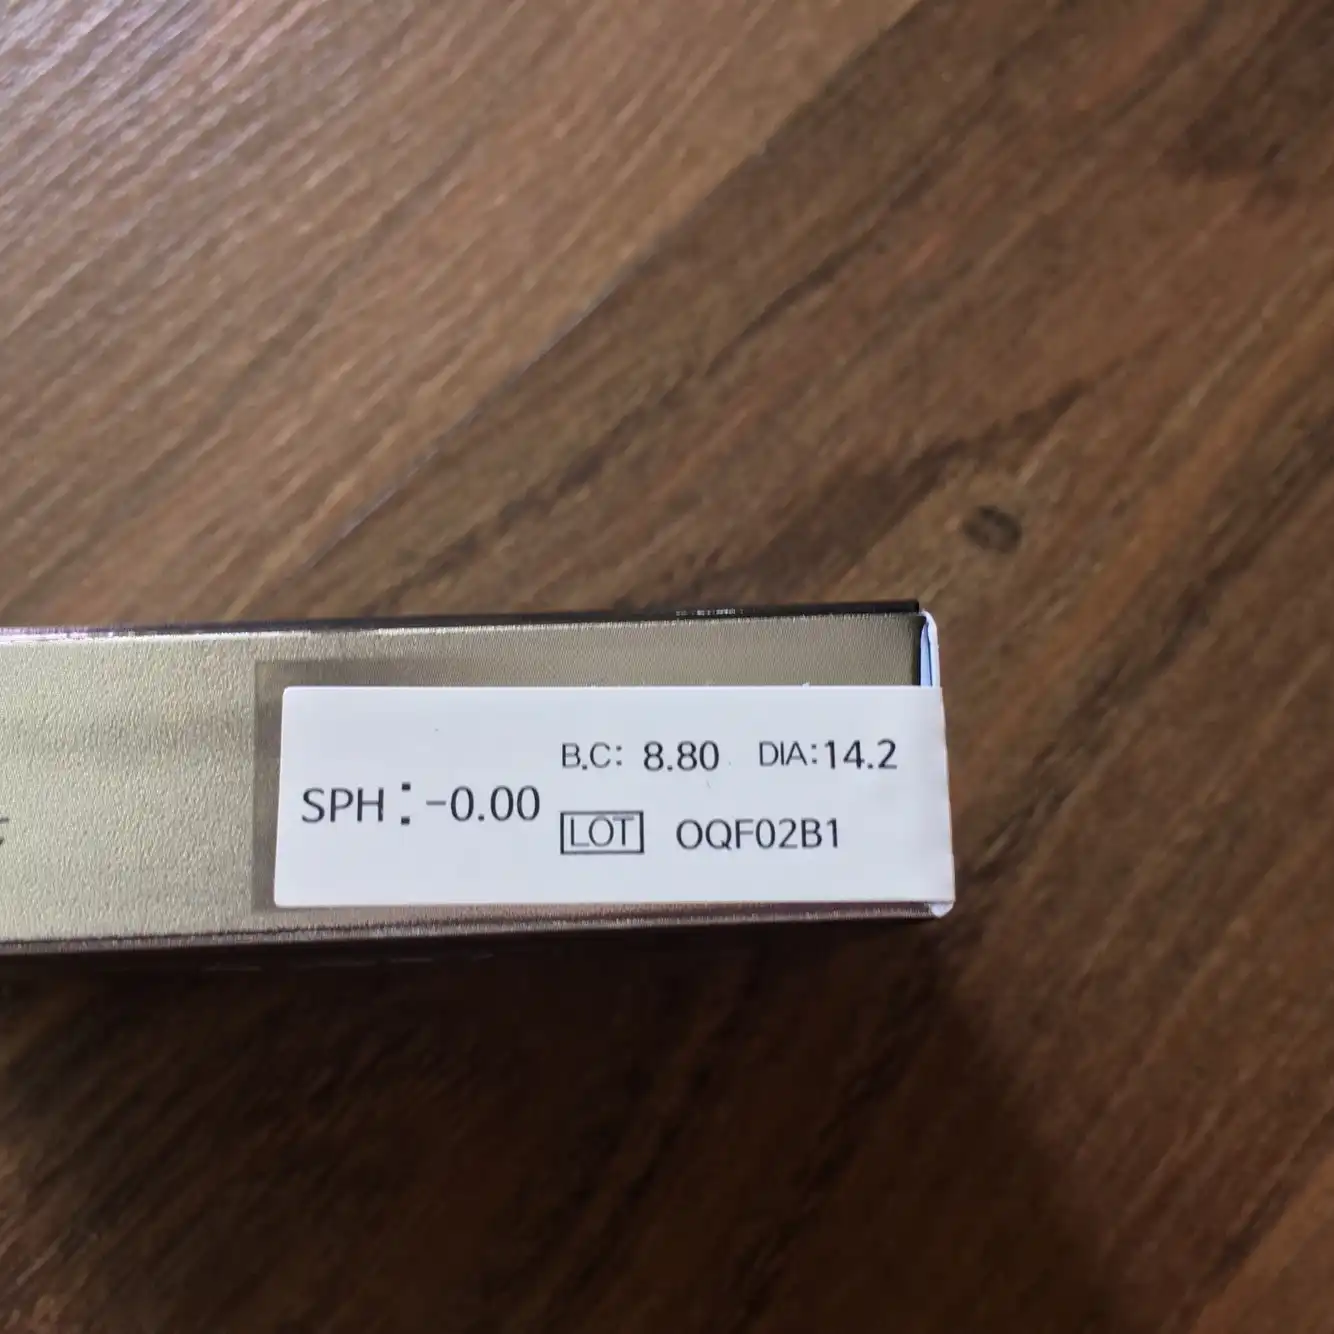 B.C: 8.80 DIA:14.2
SPH:-0.00
LOT OQF02B1